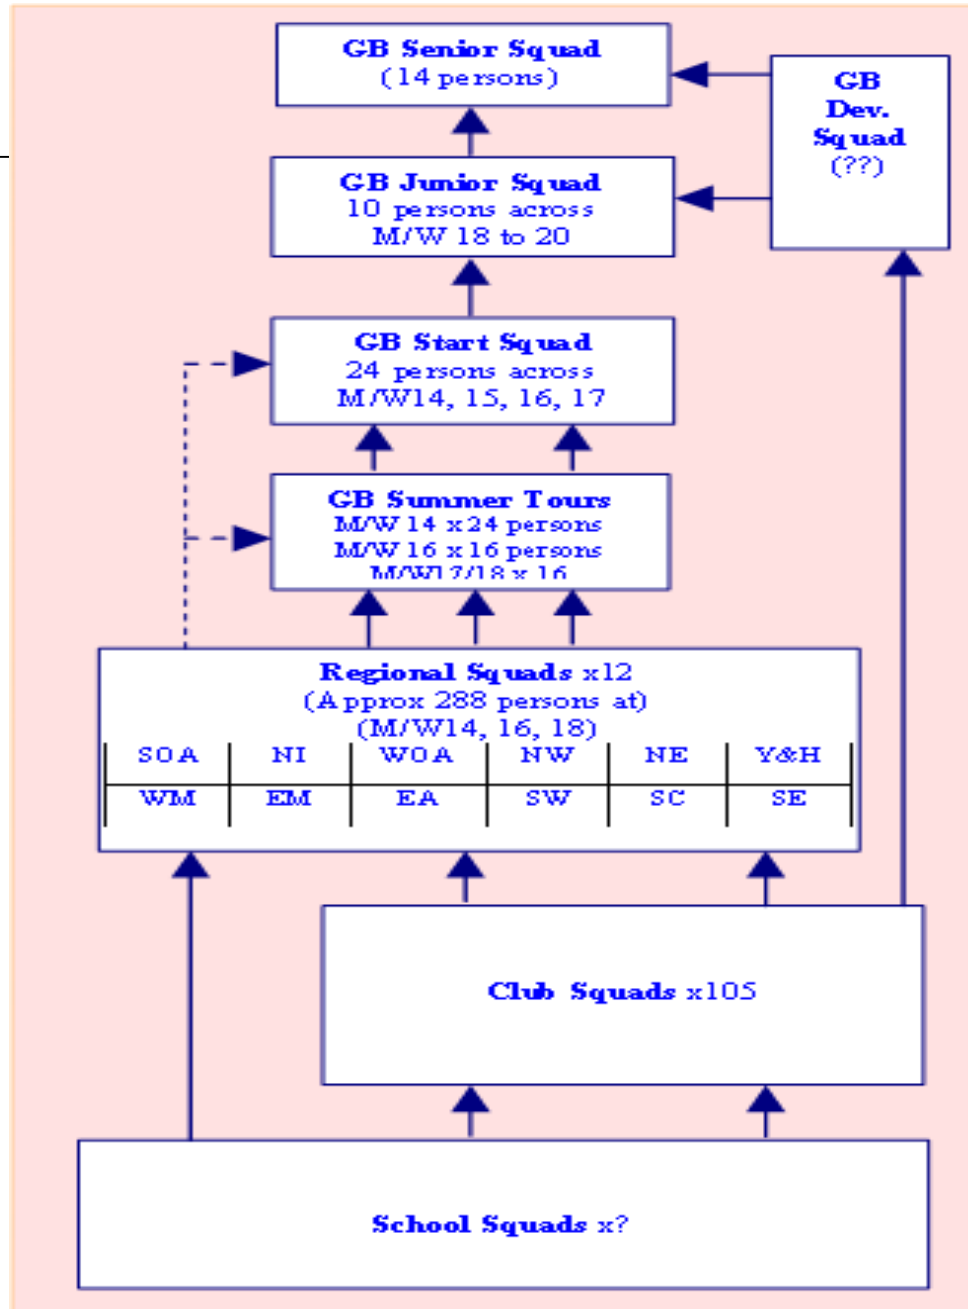 GB Senior Squad
(14 persons)
GB
Dev.
Squad
(??)
GB Junior Squad
10 persons across
M/W 18 to 20
GB Start Squad
24 persons across
M/W14, 15, 16, 17
GB Summer Tours
M/W 14 x 24 persons
M/W 16 x 16 persons
M/W17/18 x 16
Regional Squads x12
(Approx 288 persons at)
(M/W14, 16, 18)
SOA NI WOA NW NE Y&H
WM EM EA SW SC SE
Club Squads x105
School Squads x?